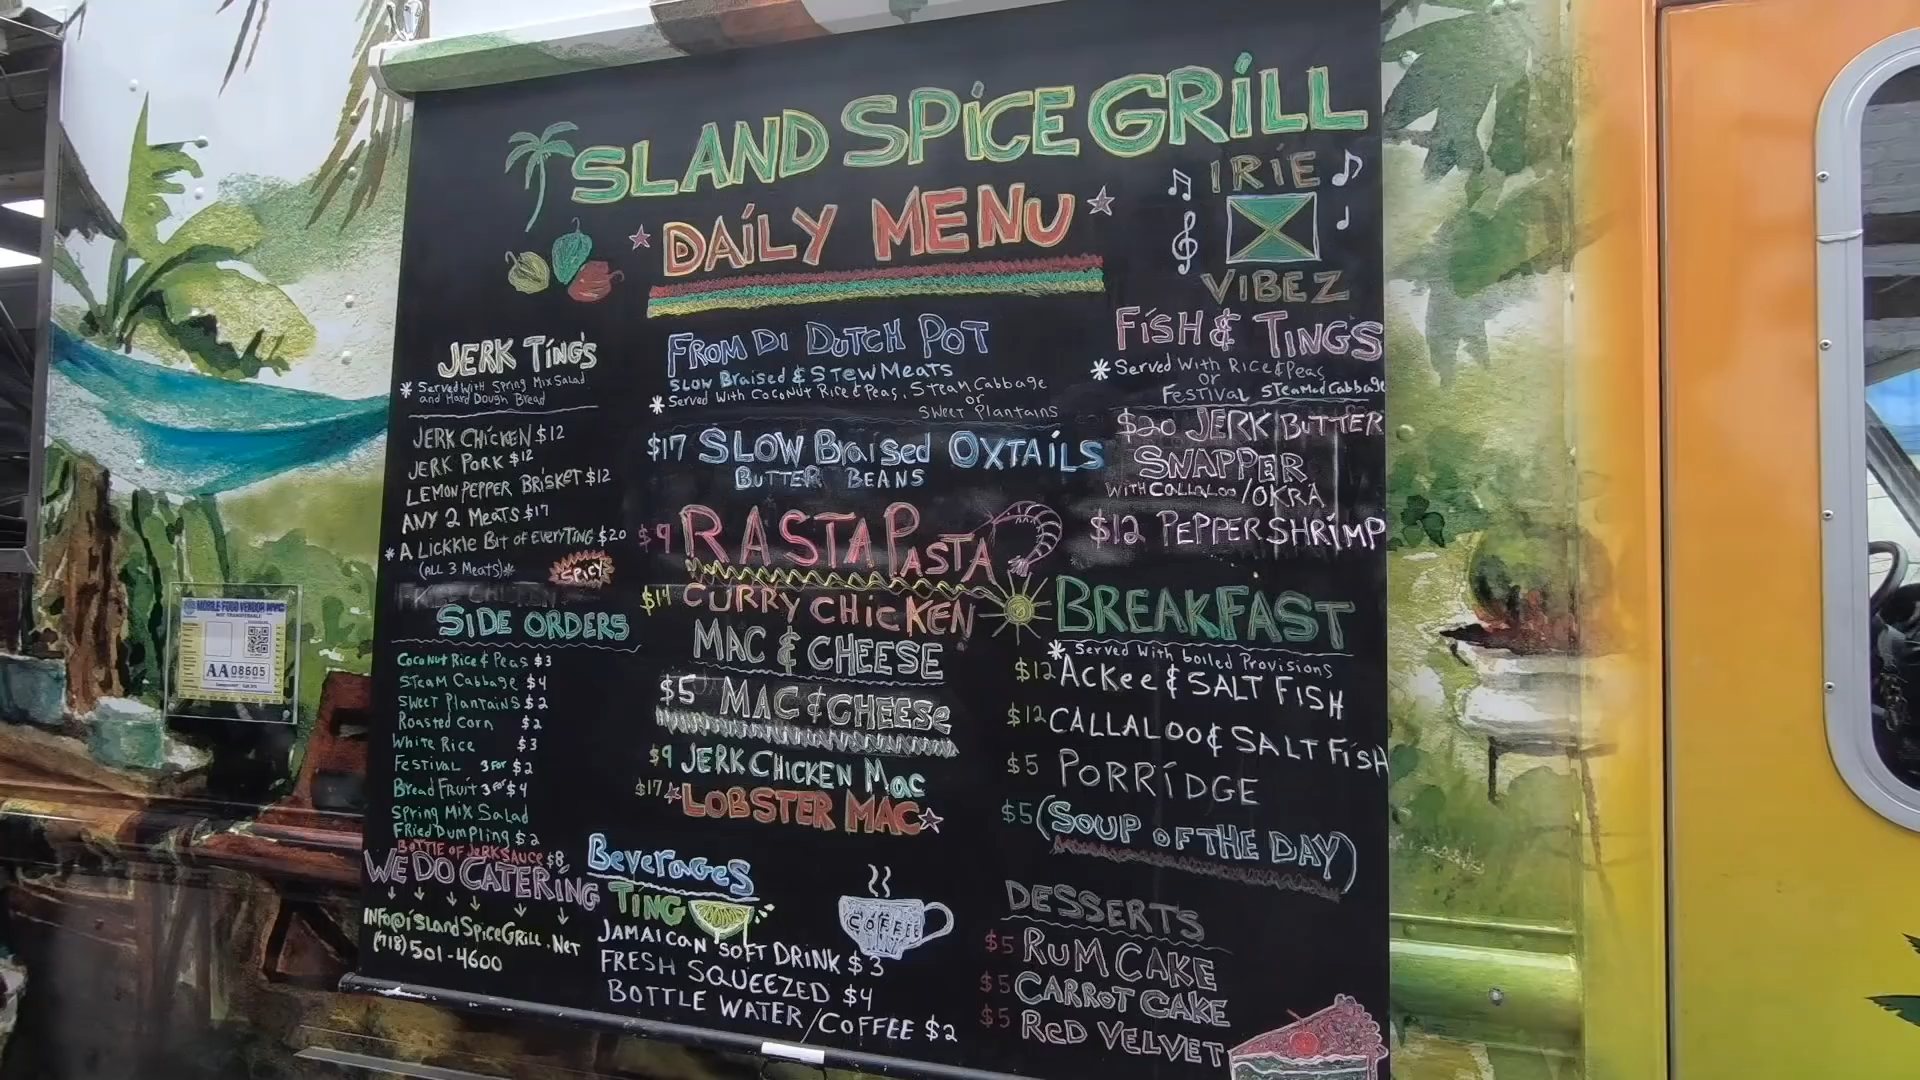 ISLAND SPICE GRILL
DAILY MENU
IRIE
VIBEZ
JERK TING'S
* Served With Spring Mix Salad
and Hard Dough Bread
JERK CHICKEN $12
JERK PORK $12
LEMON PEPPER BRISKET $12
ANY 2 Meats $17
* A Lickkle Bit of EVERYTING $20
(ALL 3 Meats)*
SPICY
SIDE ORDERS
Coconut Rice & Peas $3
Steam Cabbage $4
Sweet Plantains $2
Roasted Corn $2
White Rice $3
Festival 3 For $2
Bread Fruit 3 For $4
Spring Mix Salad
Fried Dumpling $2
Bottle of Jerk Sauce $8
WE DO CATERING
INFO@iSLandSpiceGRiLL.Net
(718) 501-4600
FROM DI DUTCH POT
SLOW Braised & STEW MEATS
* Served With Coconut Rice & Peas, STeam Cabbage
or
Sweet Plantains
$17 SLOW Braised OXTAiLS
BUTTER BEANS
$9 RASTA PASTA
$14 CURRY CHiCKEN
MAC & CHEESE
$5 MAC & CHEESe
$9 JERK CHICKEN Mac
$17 LOBSTER MAC
Beverages
TING
JAMAICAN SOFT DRINK $3
FRESH SQUEEZED $4
BOTTLE WATER/COFFEE $2
COFFEE
FISH & TING'S
* Served With Rice & Peas
or
Festival STeamed Cabbage
$20 JERK BUTTER
SNAPPER
WITH CALLALOO/OKRA
$12 PEPPER SHRIMP
BREAKFAST
* Served With boiled Provisions
$12 ACKee & SALT FISH
$12 CALLALOO & SALT FiSH
$5 PORRiDGE
$5 (SOUP OF THE DAY)
DESSERTS
$5 RUM CAKE
$5 CARRoT CAKE
$5 ReD VELVET
MOBILE FOOD VENDOR NYC
NOT TRANSFERABLE
AA 08605